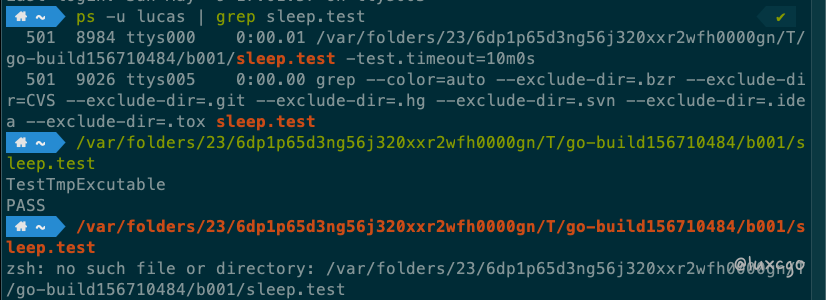 ~ ps -u lucas | grep sleep.test ✔
501 8984 ttys000 0:00.01 /var/folders/23/6dp1p65d3ng56j320xxr2wfh0000gn/T/
go-build156710484/b001/sleep.test -test.timeout=10m0s
501 9026 ttys005 0:00.00 grep --color=auto --exclude-dir=.bzr --exclude-di
r=CVS --exclude-dir=.git --exclude-dir=.hg --exclude-dir=.svn --exclude-dir=.ide
a --exclude-dir=.tox sleep.test
~ /var/folders/23/6dp1p65d3ng56j320xxr2wfh0000gn/T/go-build156710484/b001/s
leep.test
TestTmpExcutable
PASS
~ /var/folders/23/6dp1p65d3ng56j320xxr2wfh0000gn/T/go-build156710484/b001/s
leep.test
zsh: no such file or directory: /var/folders/23/6dp1p65d3ng56j320xxr2wfh0000gn/T
/go-build156710484/b001/sleep.test
@luxcgo